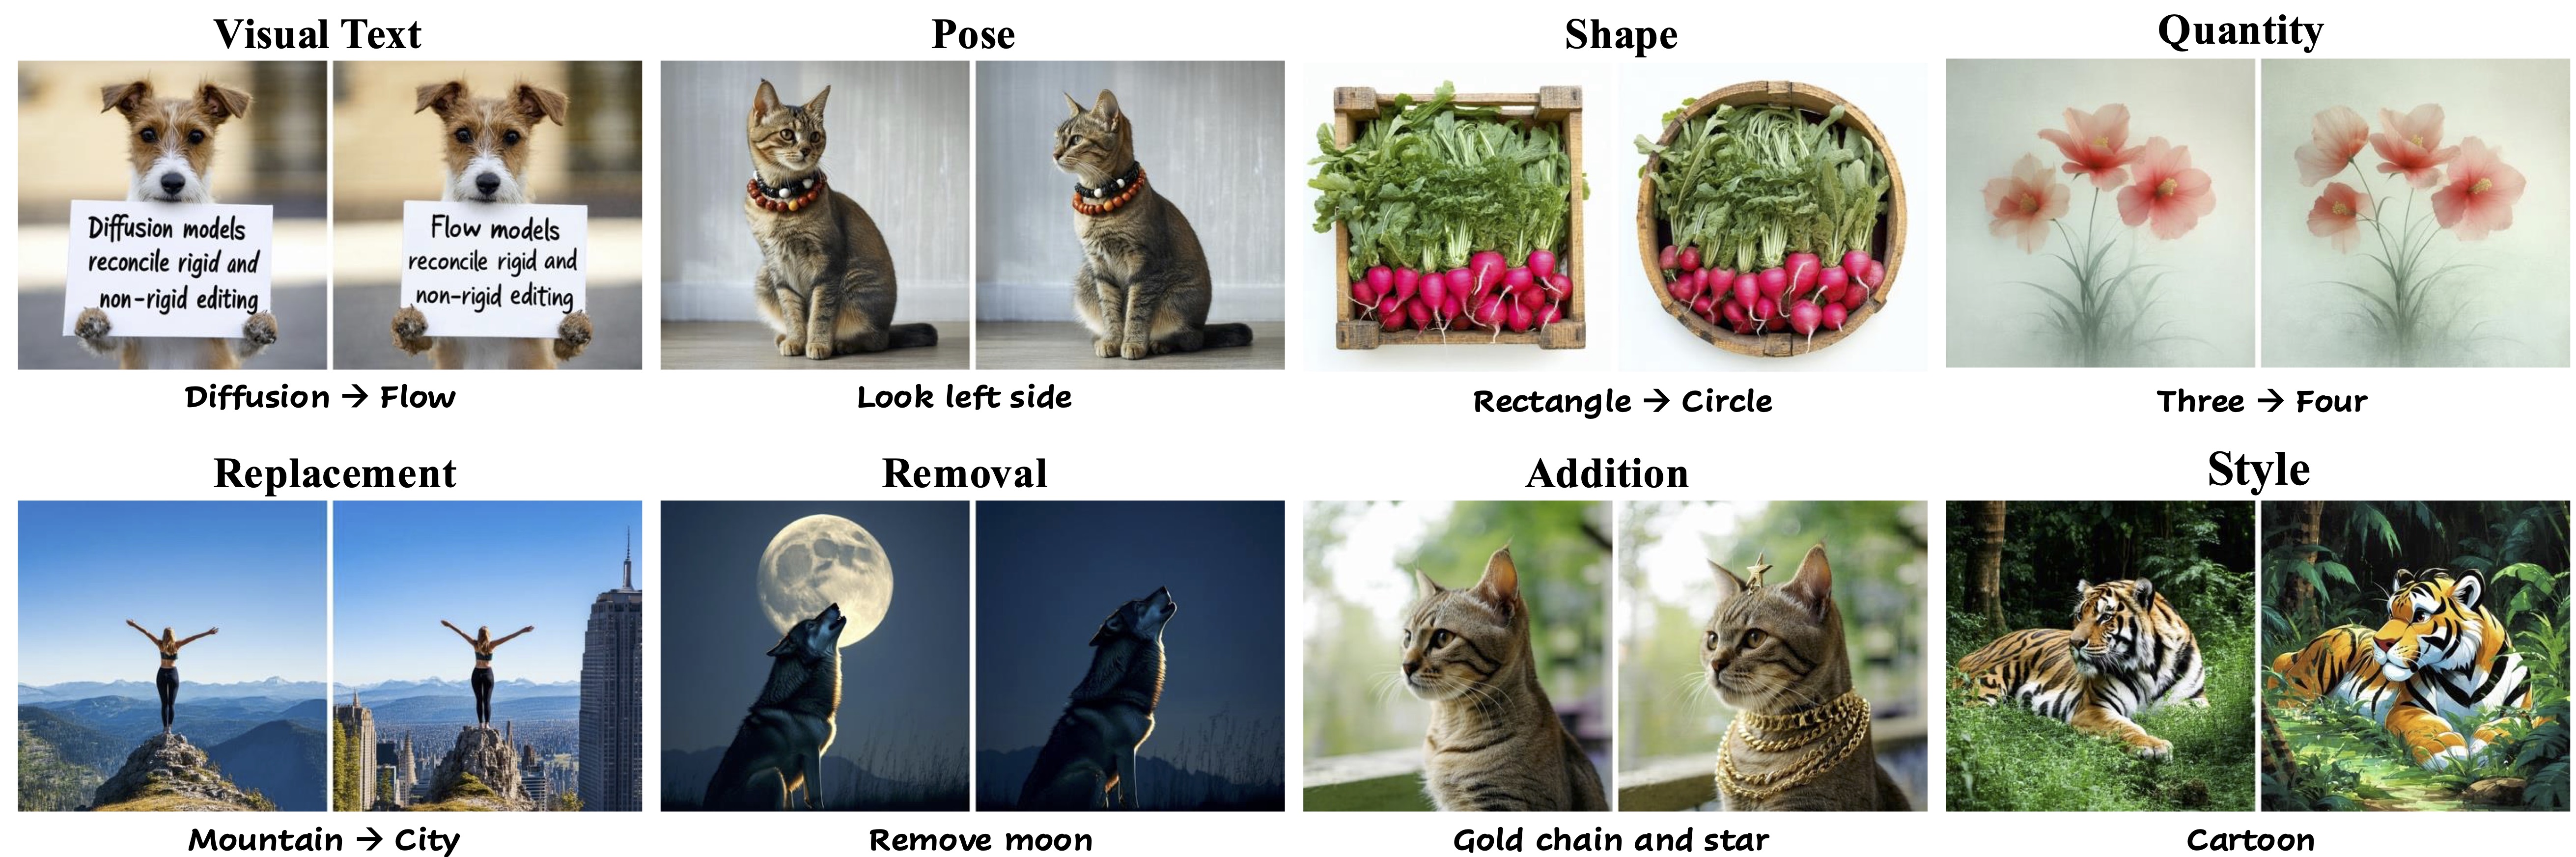 Visual Text
Pose
Shape
Quantity
Diffusion models
reconcile rigid and
non-rigid editing
Flow models
reconcile rigid and
non-rigid editing
Diffusion → Flow
Look left side
Rectangle → Circle
Three → Four
Replacement
Removal
Addition
Style
Mountain → City
Remove moon
Gold chain and star
Cartoon